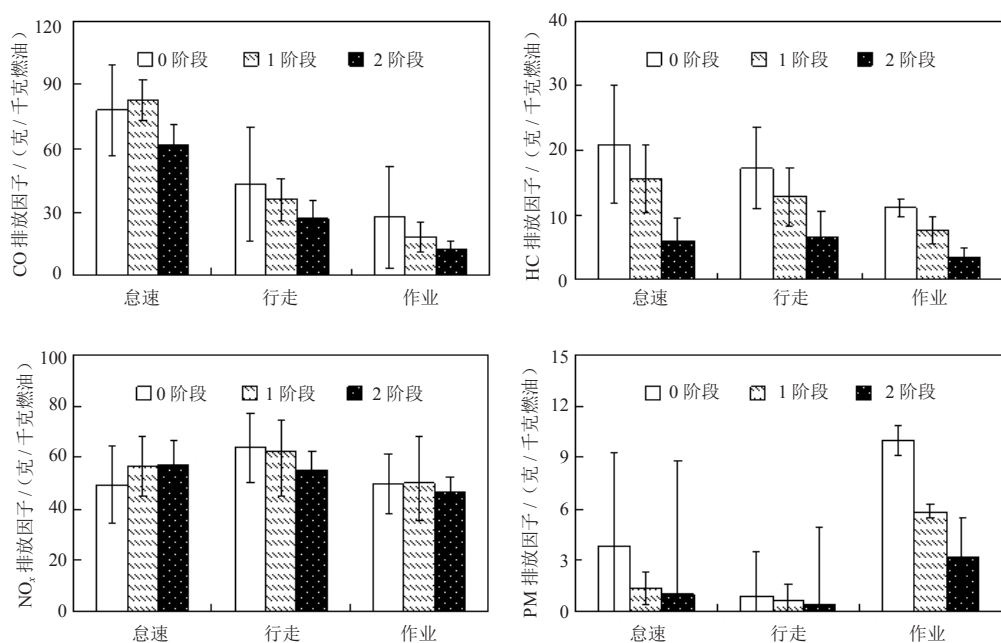 CO 排放因子 /（克 / 千克燃油）
120
90
60
30
0
0 阶段 1 阶段 2 阶段
怠速 行走 作业
HC 排放因子 /（克 / 千克燃油）
40
30
20
10
0
0 阶段 1 阶段 2 阶段
怠速 行走 作业
NOx 排放因子 /（克 / 千克燃油）
100
80
60
40
20
0
0 阶段 1 阶段 2 阶段
怠速 行走 作业
PM 排放因子 /（克 / 千克燃油）
15
12
9
6
3
0
0 阶段 1 阶段 2 阶段
怠速 行走 作业